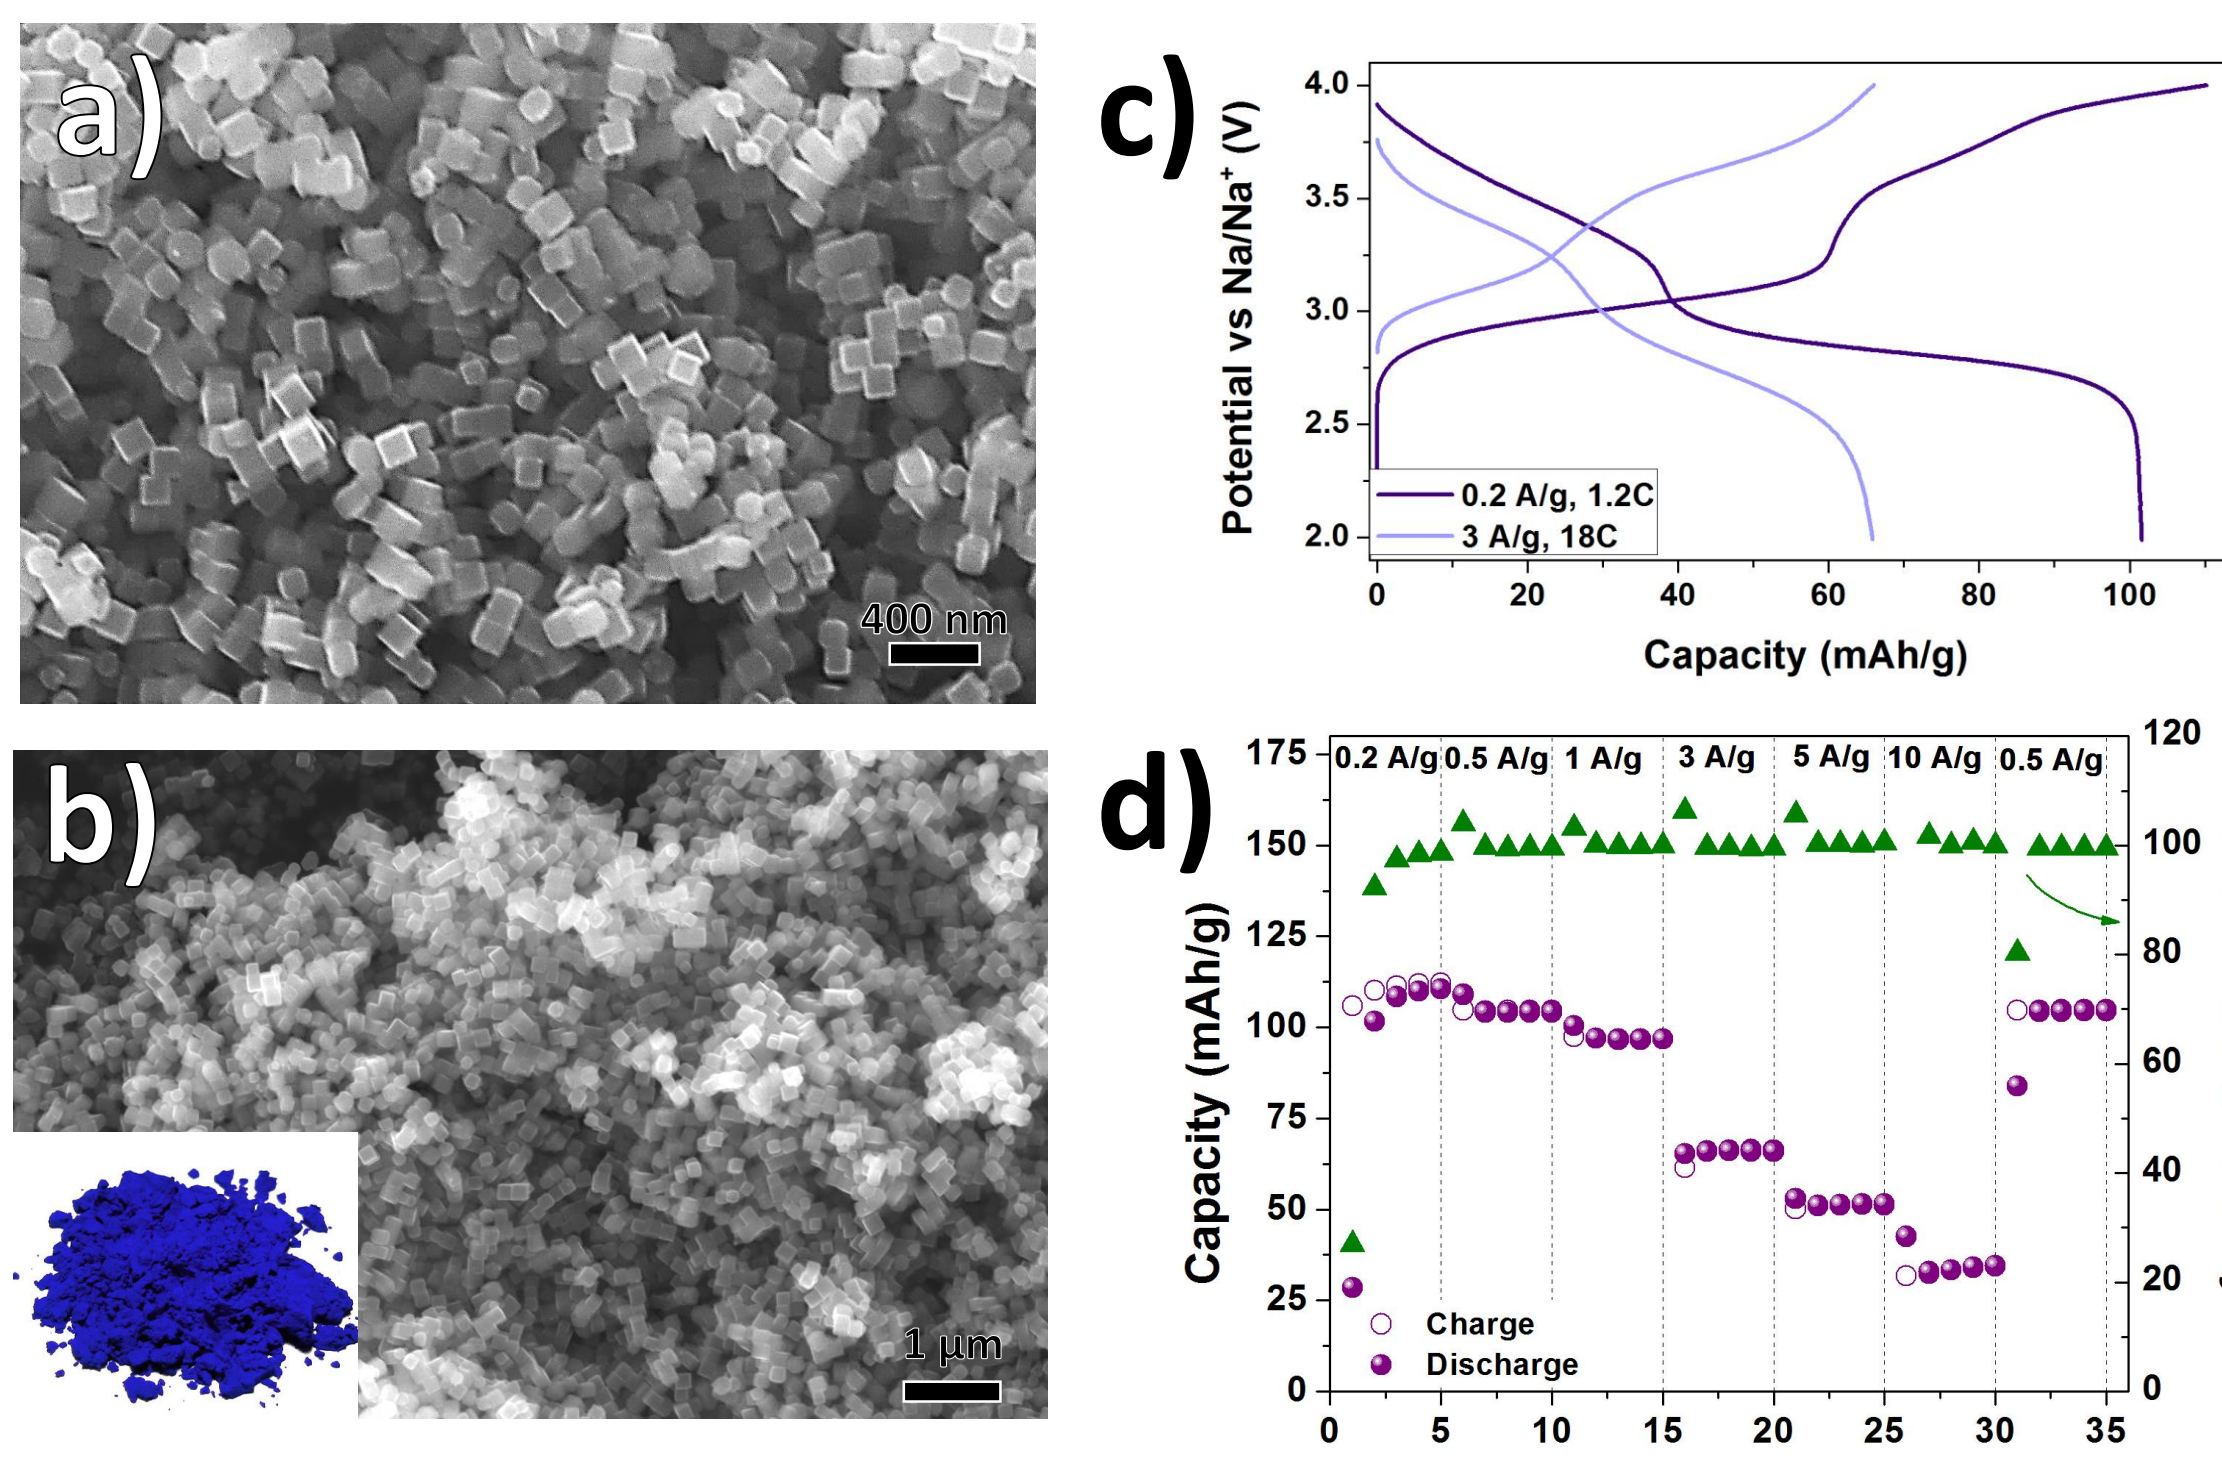 a)
400 nm
b)
1 µm
c)
Potential vs Na/Na⁺ (V)
4.0
3.5
3.0
2.5
2.0
0.2 A/g, 1.2C
3 A/g, 18C
0 20 40 60 80 100
Capacity (mAh/g)
d)
Capacity (mAh/g)
175
150
125
100
75
50
25
0
0.2 A/g 0.5 A/g 1 A/g 3 A/g 5 A/g 10 A/g 0.5 A/g
120
100
80
60
40
20
0
Charge
Discharge
0 5 10 15 20 25 30 35